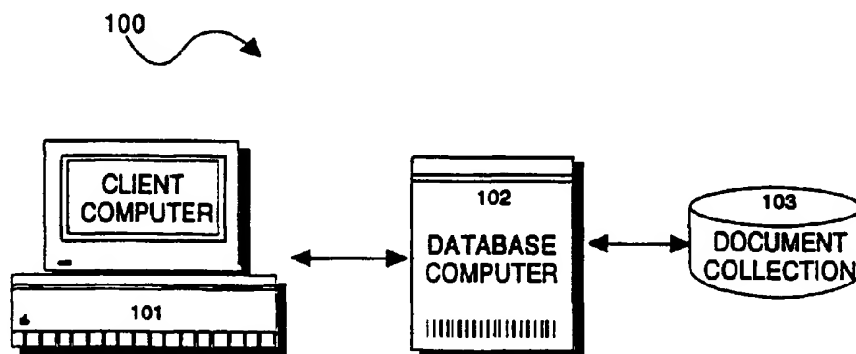 100
CLIENT
COMPUTER
101
102
DATABASE
COMPUTER
103
DOCUMENT
COLLECTION